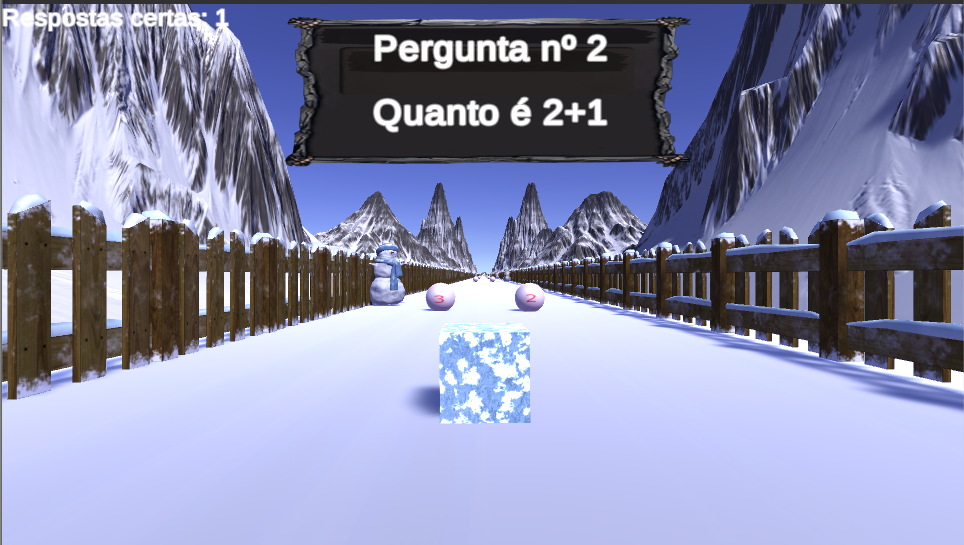 Respostas certas: 1
Pergunta nº 2
Quanto é 2+1
3
2